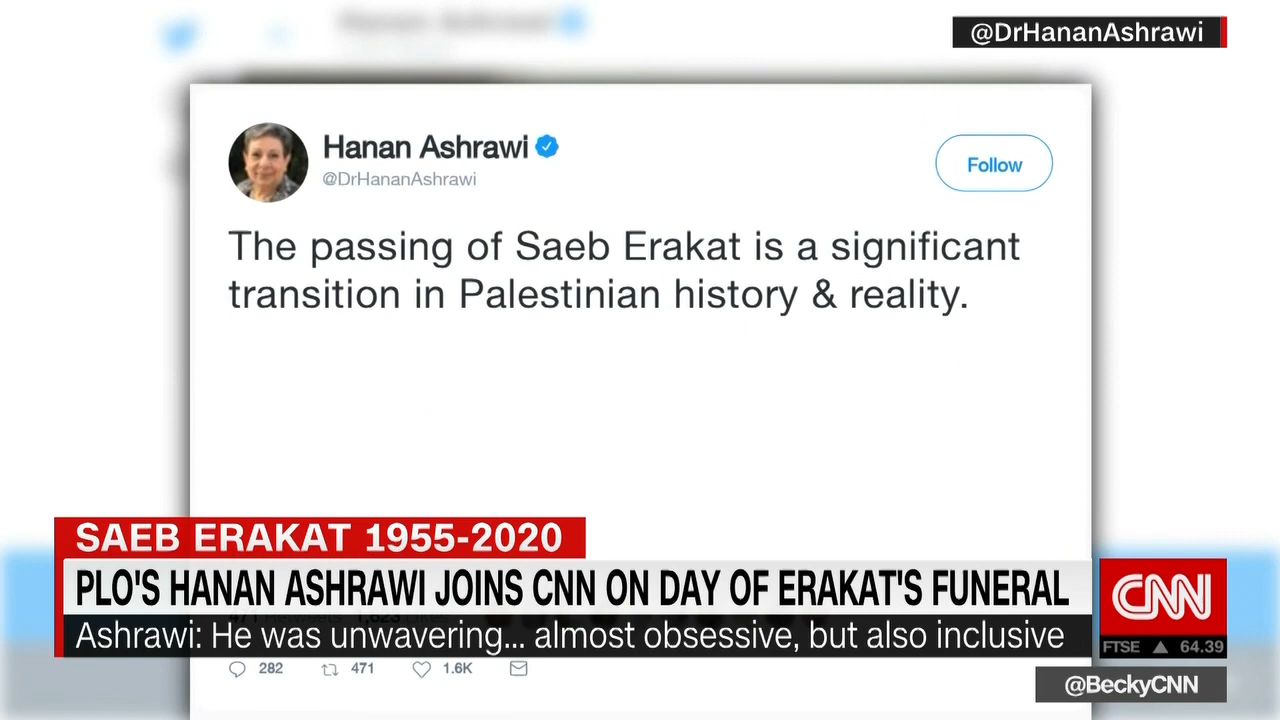 @DrHananAshrawi
Hanan Ashrawi
@DrHananAshrawi
Follow
The passing of Saeb Erakat is a significant
transition in Palestinian history & reality.
SAEB ERAKAT 1955-2020
PLO'S HANAN ASHRAWI JOINS CNN ON DAY OF ERAKAT'S FUNERAL
Ashrawi: He was unwavering... almost obsessive, but also inclusive
CNN
FTSE ▲ 64.39
282 471 1.6K
@BeckyCNN